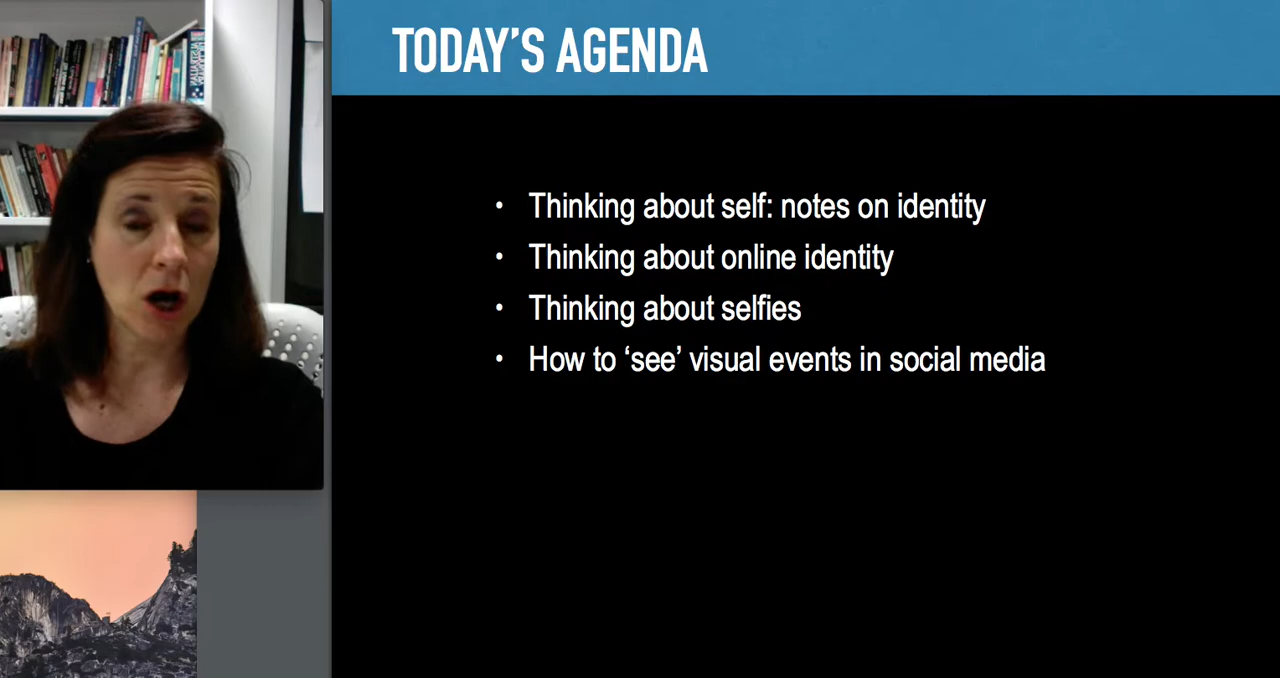 TODAY’S AGENDA
• Thinking about self: notes on identity
• Thinking about online identity
• Thinking about selfies
• How to ‘see’ visual events in social media